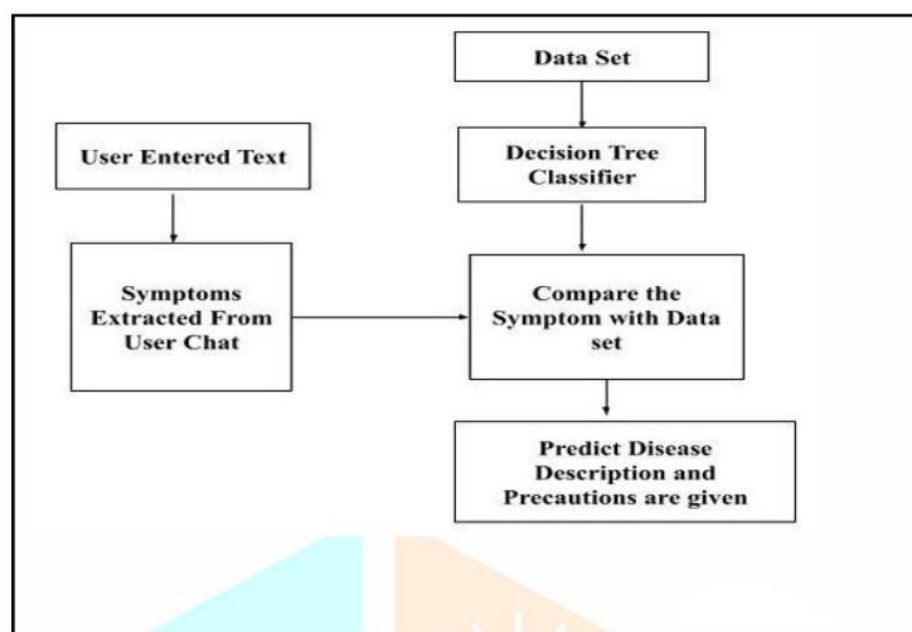 Data Set
User Entered Text
Decision Tree
Classifier
Symptoms
Extracted From
User Chat
Compare the
Symptom with Data
set
Predict Disease
Description and
Precautions are given